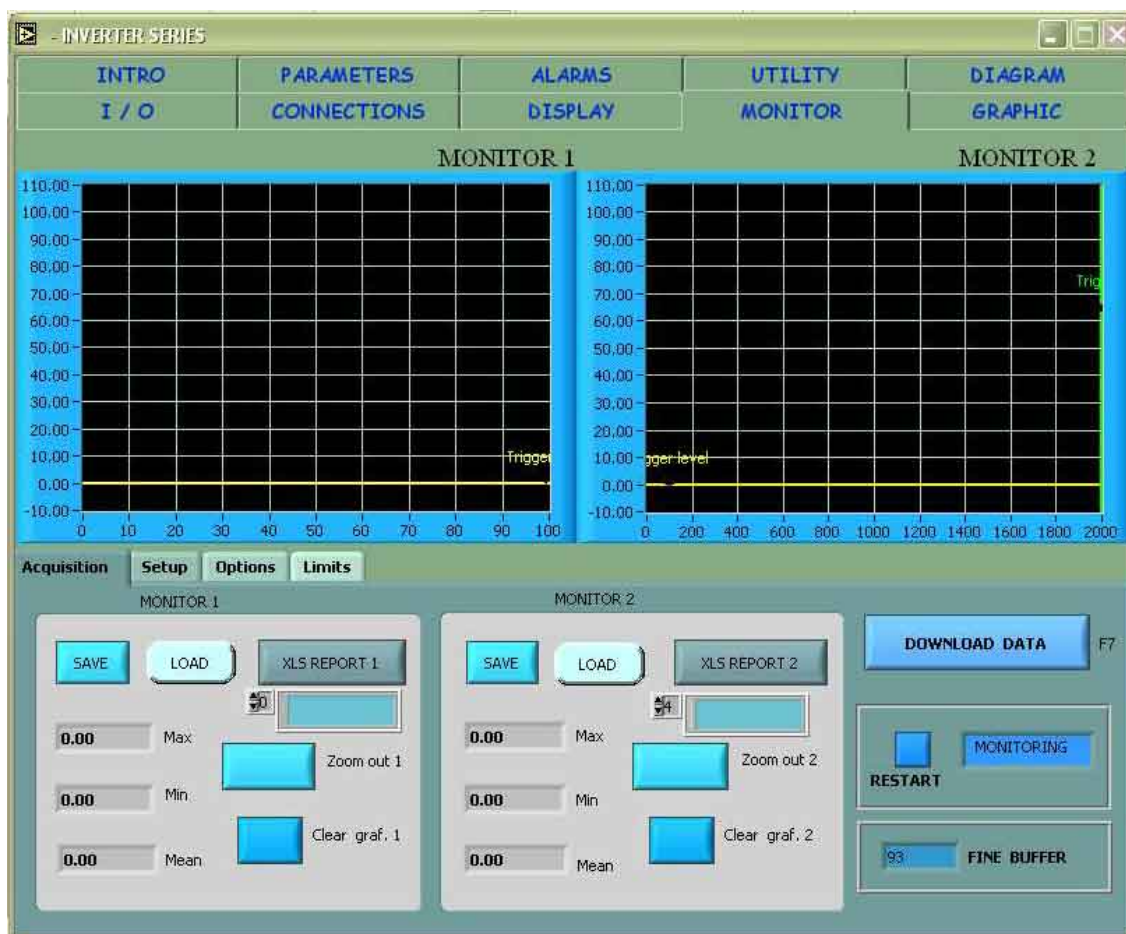 - INVERTER SERIES
INTRO PARAMETERS ALARMS UTILITY DIAGRAM
I / O CONNECTIONS DISPLAY MONITOR GRAPHIC
MONITOR 1 MONITOR 2
110.00 110.00
100.00 100.00
90.00 90.00
80.00 80.00
Trig
70.00 70.00
60.00 60.00
50.00 50.00
40.00 40.00
30.00 30.00
20.00 20.00
10.00 Trigger 10.00 gger level
0.00 0.00
-10.00 -10.00
0 10 20 30 40 50 60 70 80 90 100 0 200 400 600 800 1000 1200 1400 1600 1800 2000
Acquisition Setup Options Limits
MONITOR 1 MONITOR 2
SAVE LOAD XLS REPORT 1 SAVE LOAD XLS REPORT 2 DOWNLOAD DATA F7
0 4
0.00 Max 0.00 Max
Zoom out 1 Zoom out 2 MONITORING
RESTART
0.00 Min 0.00 Min
Clear graf. 1 Clear graf. 2
0.00 Mean 0.00 Mean 93 FINE BUFFER